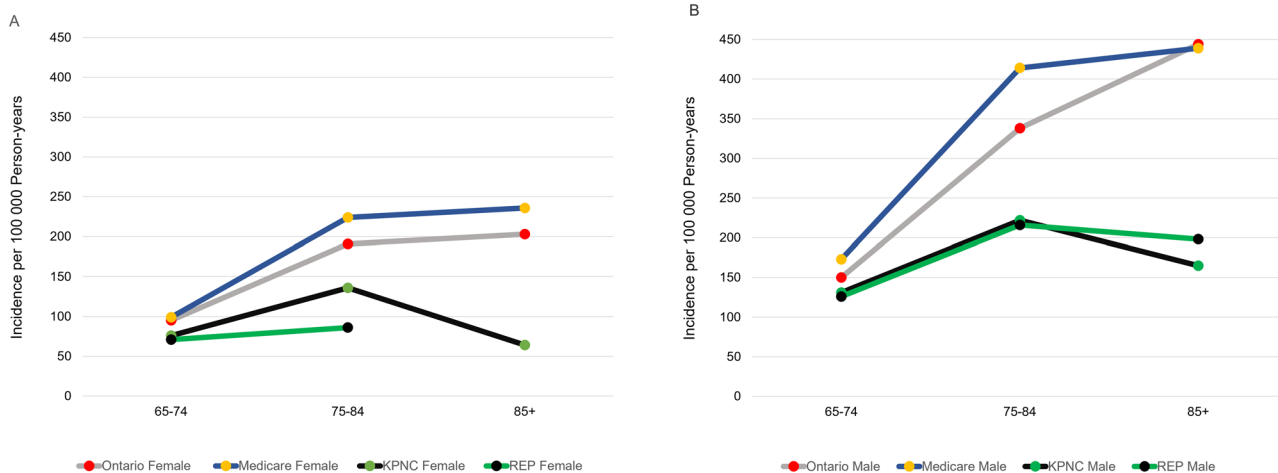 A
Incidence per 100 000 Person-years
450
400
350
300
250
200
150
100
50
0
65-74
75-84
85+
Ontario Female
Medicare Female
KPNC Female
REP Female
B
Incidence per 100 000 Person-years
450
400
350
300
250
200
150
100
50
0
65-74
75-84
85+
Ontario Male
Medicare Male
KPNC Male
REP Male